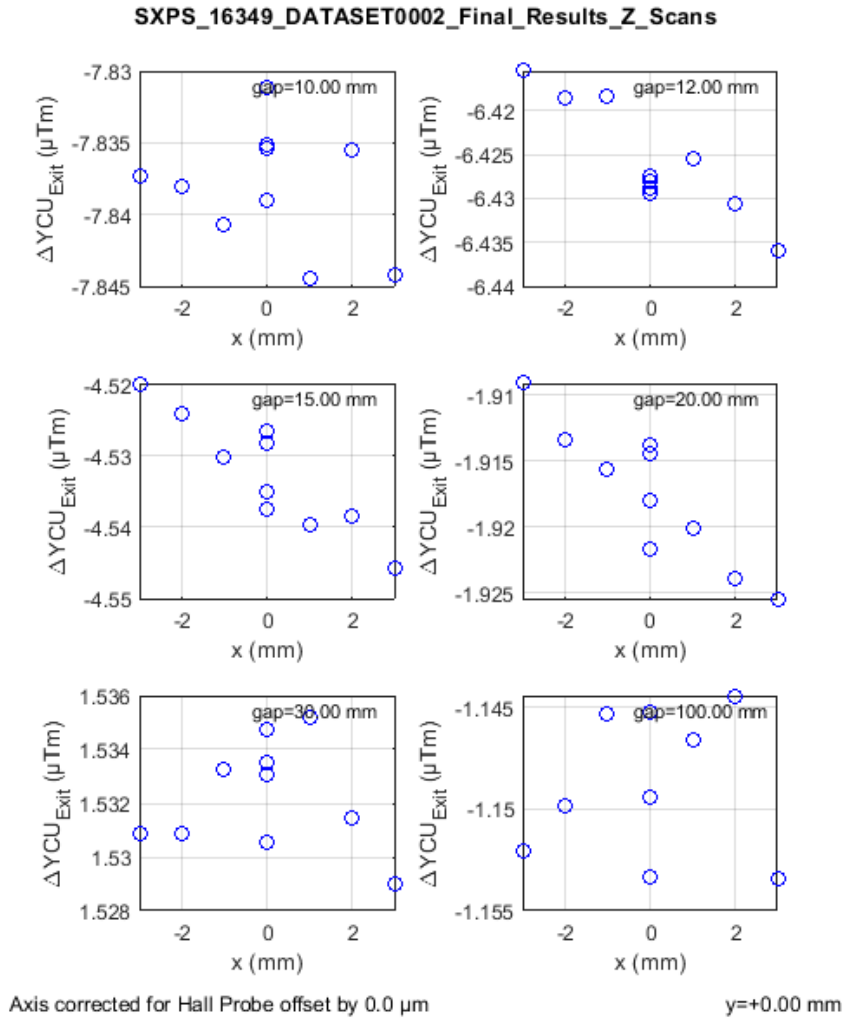 SXPS_16349_DATASET0002_Final_Results_Z_Scans
gap=10.00 mm
ΔYCU_Exit (µTm)
-7.83
-7.835
-7.84
-7.845
-2 0 2
x (mm)
gap=12.00 mm
ΔYCU_Exit (µTm)
-6.42
-6.425
-6.43
-6.435
-6.44
-2 0 2
x (mm)
gap=15.00 mm
ΔYCU_Exit (µTm)
-4.52
-4.53
-4.54
-4.55
-2 0 2
x (mm)
gap=20.00 mm
ΔYCU_Exit (µTm)
-1.91
-1.915
-1.92
-1.925
-2 0 2
x (mm)
gap=30.00 mm
ΔYCU_Exit (µTm)
1.536
1.534
1.532
1.53
1.528
-2 0 2
x (mm)
gap=100.00 mm
ΔYCU_Exit (µTm)
-1.145
-1.15
-1.155
-2 0 2
x (mm)
Axis corrected for Hall Probe offset by 0.0 µm
y=+0.00 mm